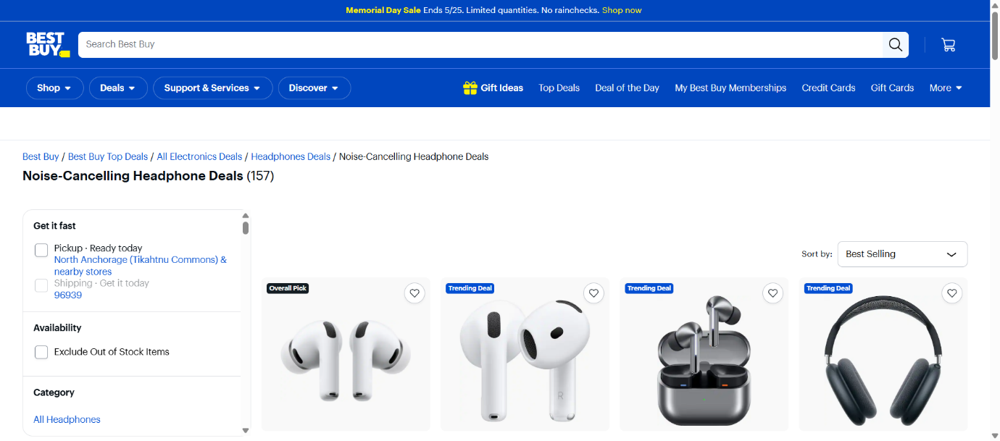 Memorial Day Sale Ends 5/25. Limited quantities. No rainchecks. Shop now
BEST
BUY
Search Best Buy
Shop
Deals
Support & Services
Discover
Gift Ideas
Top Deals
Deal of the Day
My Best Buy Memberships
Credit Cards
Gift Cards
More
Best Buy / Best Buy Top Deals / All Electronics Deals / Headphones Deals / Noise-Cancelling Headphone Deals
Noise-Cancelling Headphone Deals (157)
Get it fast
Pickup · Ready today
North Anchorage (Tikahtnu Commons) &
nearby stores
Shipping · Get it today
96939
Availability
Exclude Out of Stock Items
Category
All Headphones
Sort by:
Best Selling
Overall Pick
Trending Deal
Trending Deal
Trending Deal
R